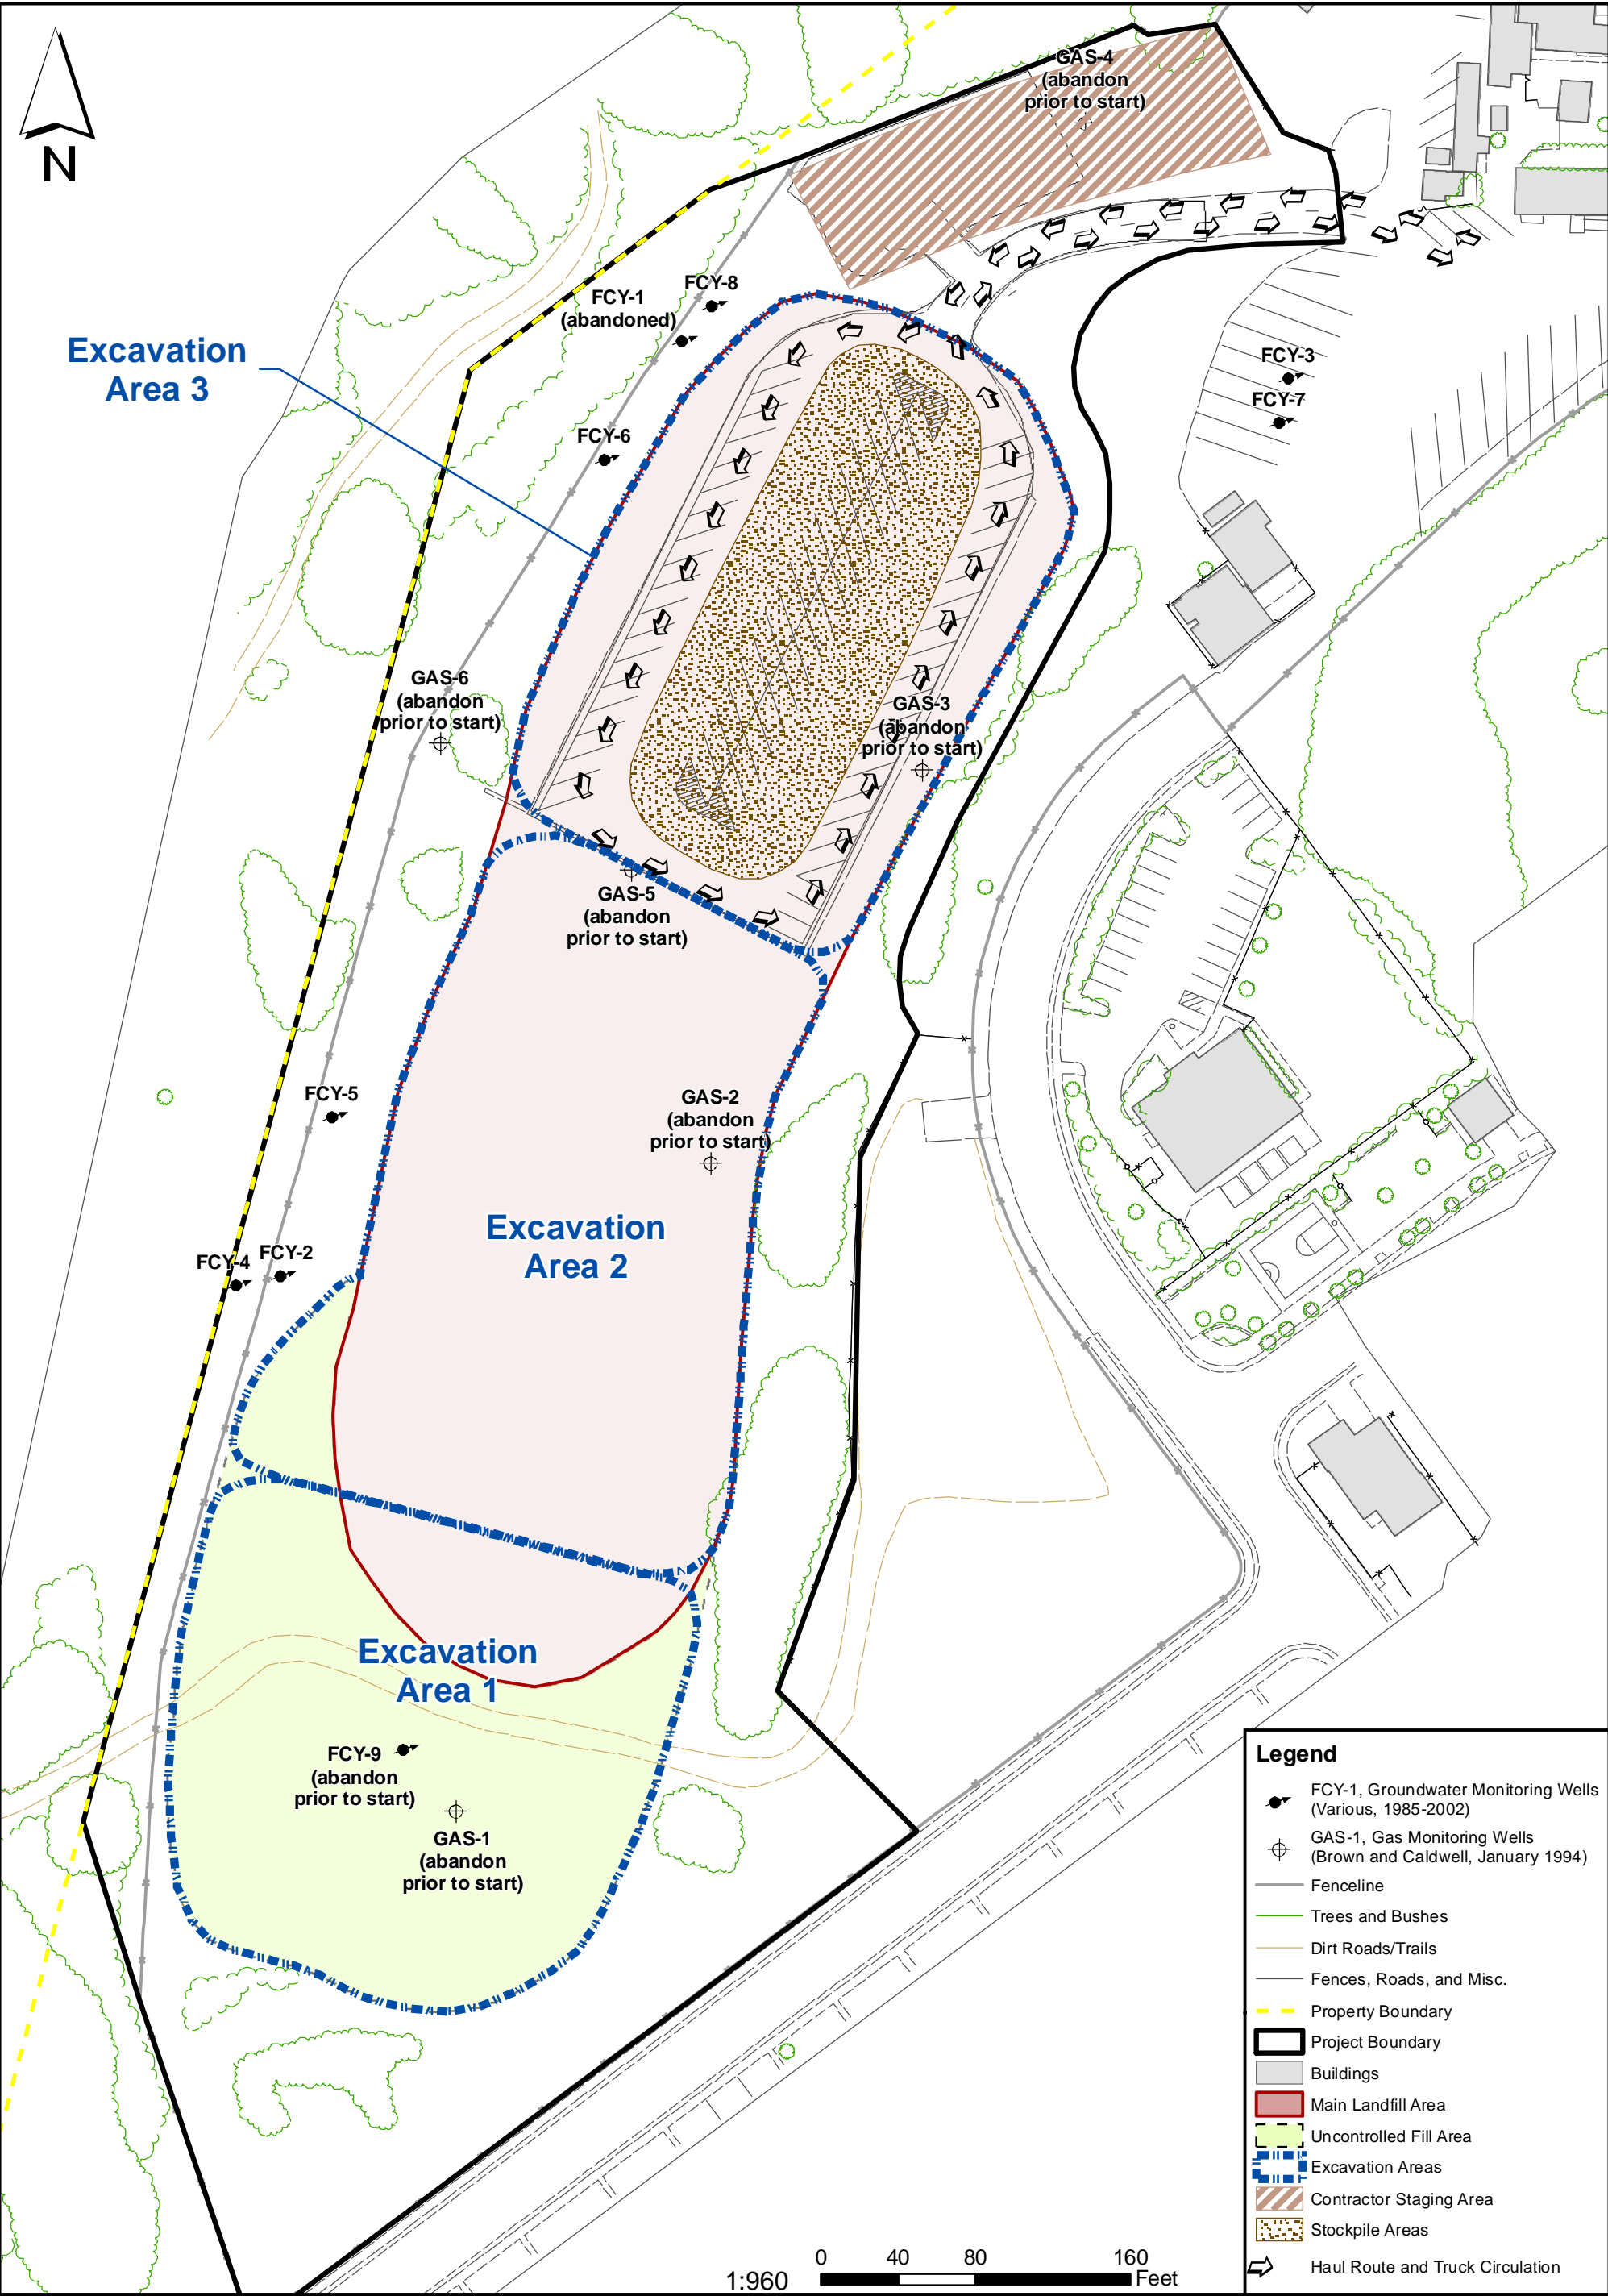 N
GAS-4
(abandon
prior to start)
FCY-8
FCY-1
(abandoned)
Excavation
Area 3
FCY-3
FCY-7
FCY-6
GAS-6
(abandon
prior to start)
GAS-3
(abandon
prior to start)
GAS-5
(abandon
prior to start)
FCY-5
GAS-2
(abandon
prior to start)
Excavation
Area 2
FCY-4
FCY-2
Excavation
Area 1
FCY-9
(abandon
prior to start)
GAS-1
(abandon
prior to start)
Legend
FCY-1, Groundwater Monitoring Wells
(Various, 1985-2002)
GAS-1, Gas Monitoring Wells
(Brown and Caldwell, January 1994)
Fenceline
Trees and Bushes
Dirt Roads/Trails
Fences, Roads, and Misc.
Property Boundary
Project Boundary
Buildings
Main Landfill Area
Uncontrolled Fill Area
Excavation Areas
Contractor Staging Area
Stockpile Areas
Haul Route and Truck Circulation
0 40 80 160
1:960 Feet